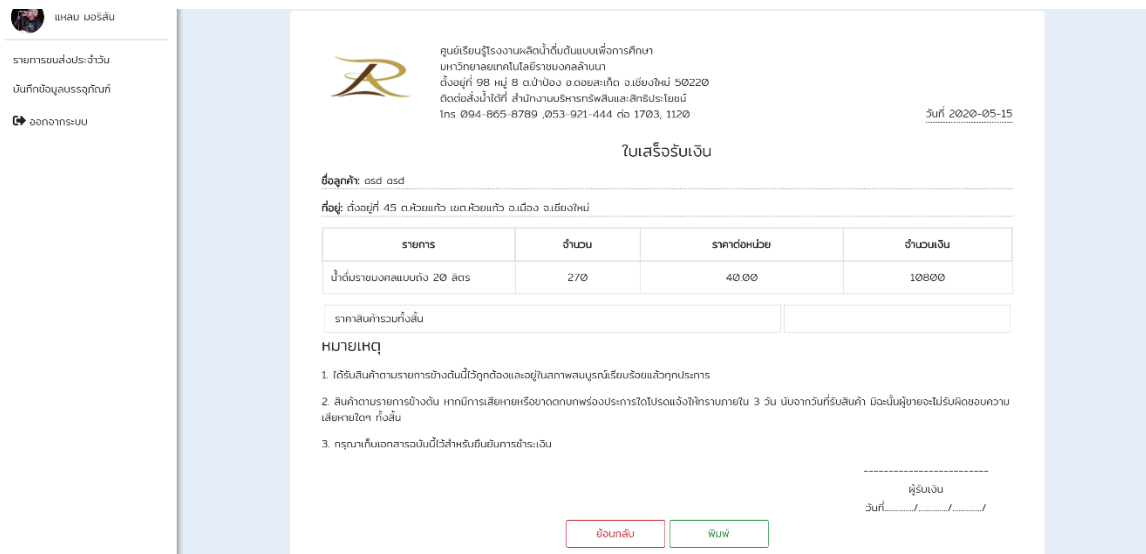 แหลม มอริสัน
รายการขนส่งประจำวัน
บันทึกข้อมูลบรรจุภัณฑ์
ออกจากระบบ
ศูนย์เรียนรู้โรงงานผลิตน้ำดื่มต้นแบบเพื่อการศึกษา
มหาวิทยาลยเทคโนโลยีราชมงคลล้านนา
ตั้งอยู่ที่ 98 หมู่ 8 ต.ป่าป้อง อ.ดอยสะเก็ด จ.เชียงใหม่ 50220
ติดต่อสั่งน้ำได้ที่ สำนักงานบริหารทรัพสินและสิทธิประโยชน์
โทร 094-865-8789 ,053-921-444 ต่อ 1703, 1120
วันที่ 2020-05-15
ใบเสร็จรับเงิน
ชื่อลูกค้า: asd asd
ที่อยู่: ตั่งอยู่ที่ 45 ต.ห้วยแก้ว เขต.ห้วยแก้ว อ.เมือง จ.เชียงใหม่
รายการ จำนวน ราคาต่อหน่วย จำนวนเงิน
น้ำดื่มราชมงคลแบบถัง 20 ลิตร 270 40.00 10800
ราคาสินค้ารวมทั้งสิ้น
หมายเหตุ
1. ได้รับสินค้าตามรายการข้างต้นนี้ไว้ถูกต้องและอยู่ในสภาพสมบูรณ์เรียบร้อยแล้วทุกประการ
2. สินค้าตามรายการข้างต้น หากมีการเสียหายหรือขาดตกบกพร่องประการใดโปรดแจ้งให้ทราบภายใน 3 วัน นับจากวันที่รับสินค้า มิฉะนั้นผู้ขายจะไม่รับผิดชอบความ
เสียหายใดๆ ทั้งสิ้น
3. กรุณาเก็บเอกสารฉบับนี้ไว้สำหรับยืนยันการชำระเงิน
-------------------------
ผู้รับเงิน
วันที่............../............../............../
ย้อนกลับ พิมพ์